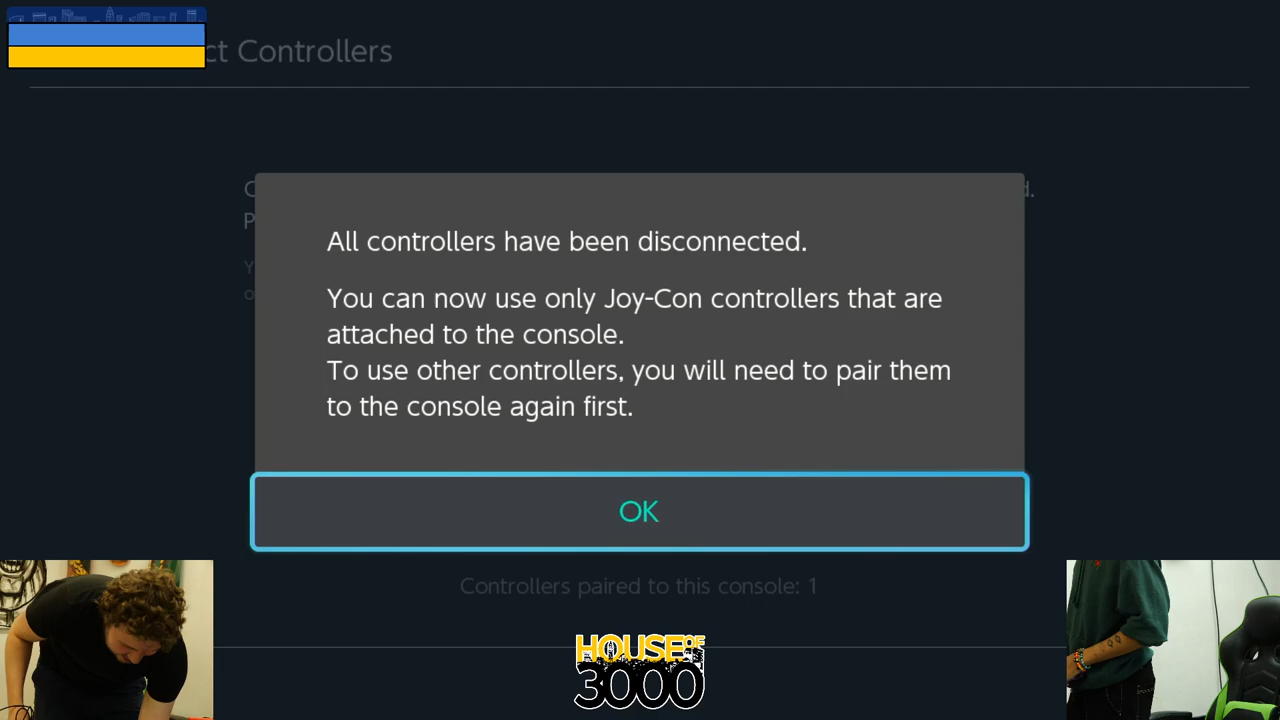 ct Controllers
All controllers have been disconnected.
You can now use only Joy-Con controllers that are
attached to the console.
To use other controllers, you will need to pair them
to the console again first.
OK
Controllers paired to this console: 1
HOUSE OF
3000